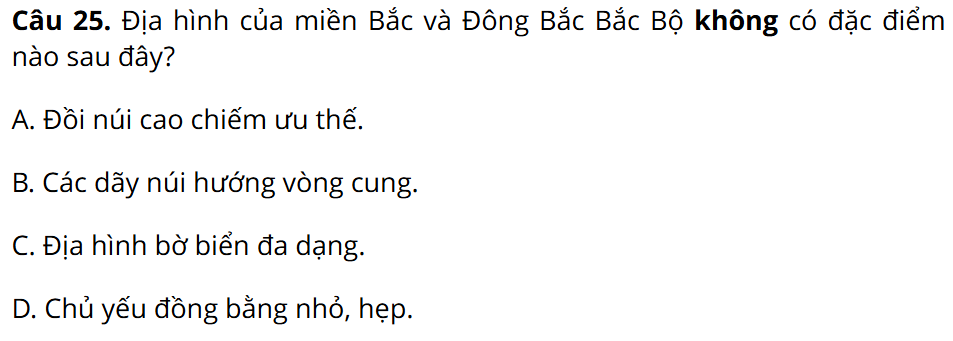 Câu 25. Địa hình của miền Bắc và Đông Bắc Bắc Bộ không có đặc điểm
nào sau đây?
A. Đồi núi cao chiếm ưu thế.
B. Các dãy núi hướng vòng cung.
C. Địa hình bờ biển đa dạng.
D. Chủ yếu đồng bằng nhỏ, hẹp.